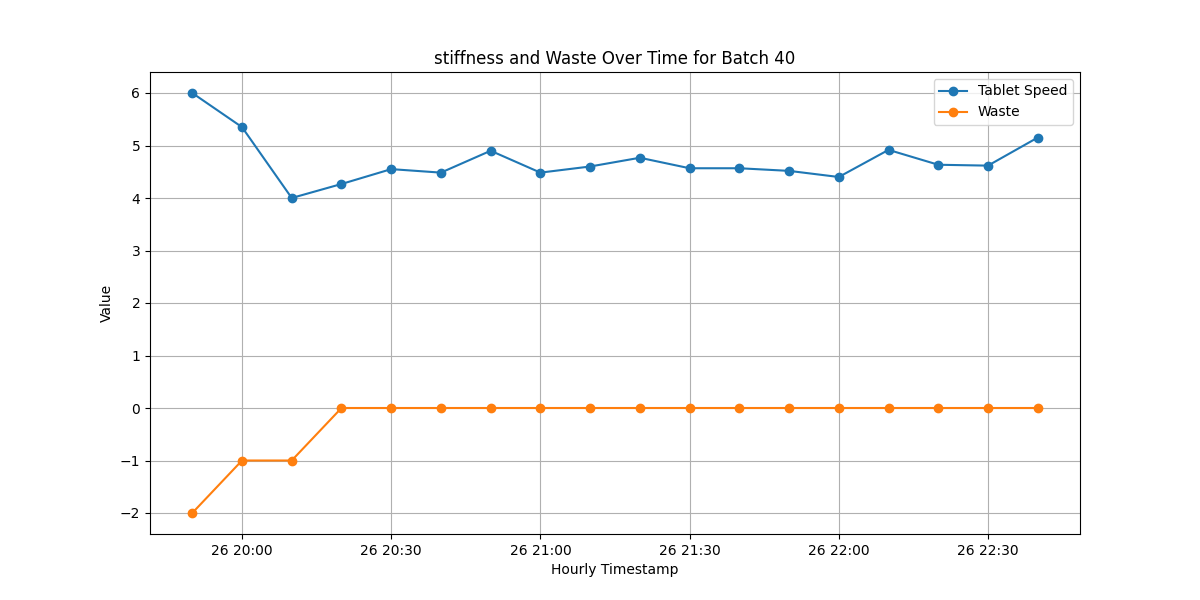 stiffness and Waste Over Time for Batch 40
Tablet Speed
Waste
6
5
4
3
2
1
0
−1
−2
Value
26 20:00 26 20:30 26 21:00 26 21:30 26 22:00 26 22:30
Hourly Timestamp